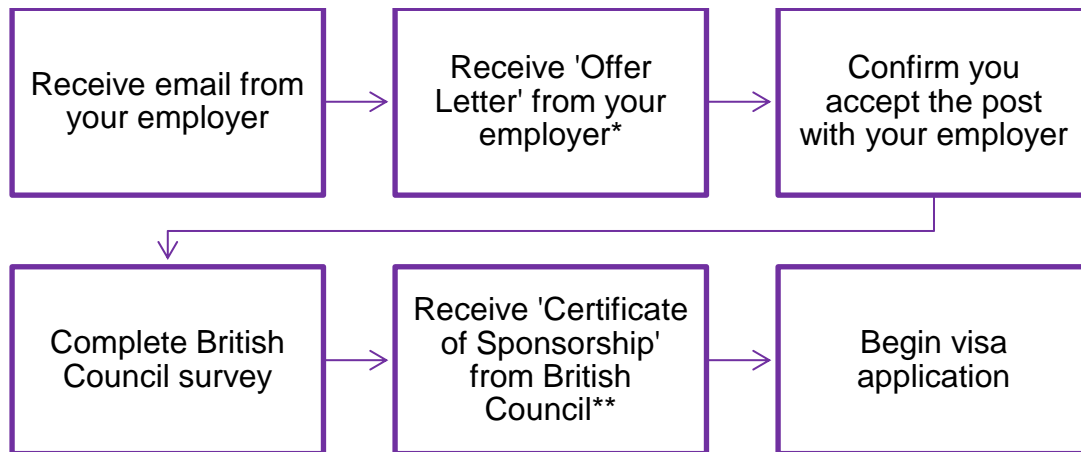 Receive email from
your employer
Receive 'Offer
Letter' from your
employer*
Confirm you
accept the post
with your employer
Complete British
Council survey
Receive 'Certificate
of Sponsorship'
from British
Council**
Begin visa
application